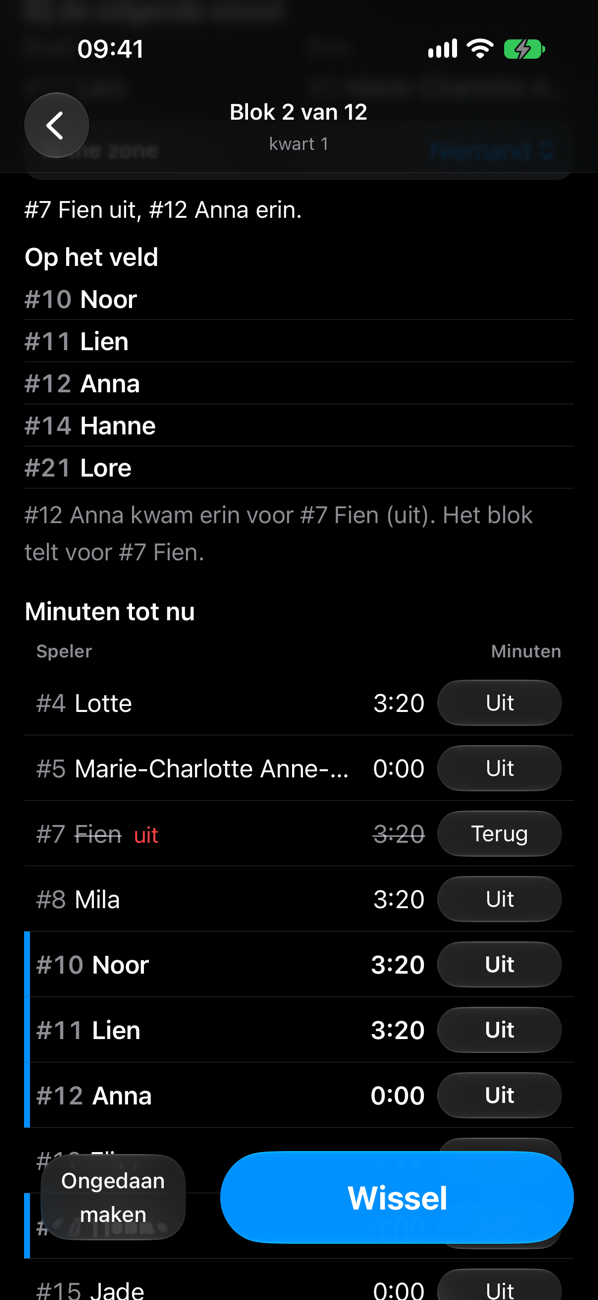 09:41
Blok 2 van 12
kwart 1
Niemand
#7 Fien uit, #12 Anna erin.
Op het veld
#10 Noor
#11 Lien
#12 Anna
#14 Hanne
#21 Lore
#12 Anna kwam erin voor #7 Fien (uit). Het blok
telt voor #7 Fien.
Minuten tot nu
Speler Minuten
#4 Lotte 3:20 Uit
#5 Marie-Charlotte Anne-... 0:00 Uit
#7 Fien uit 3:20 Terug
#8 Mila 3:20 Uit
#10 Noor 3:20 Uit
#11 Lien 3:20 Uit
#12 Anna 0:00 Uit
Ongedaan
maken
Wissel
#15 Jade 0:00 Uit